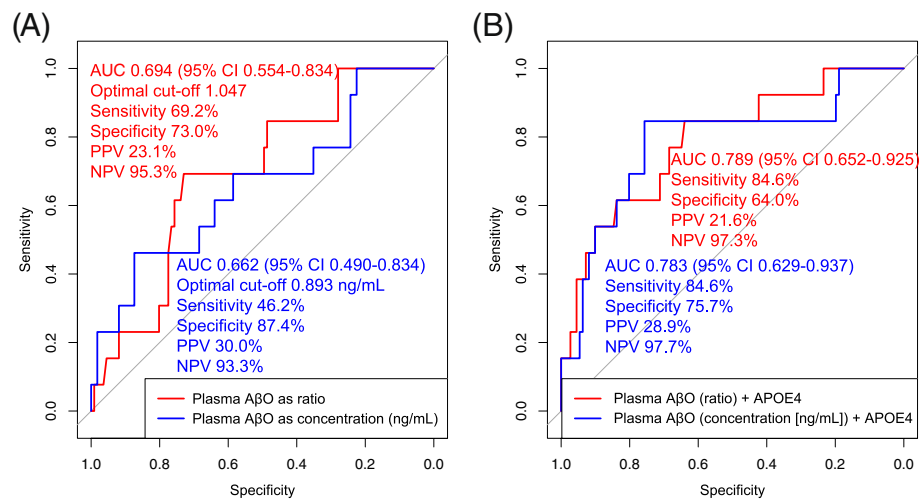 (A)
AUC 0.694 (95% CI 0.554-0.834)
Optimal cut-off 1.047
Sensitivity 69.2%
Specificity 73.0%
PPV 23.1%
NPV 95.3%
AUC 0.662 (95% CI 0.490-0.834)
Optimal cut-off 0.893 ng/mL
Sensitivity 46.2%
Specificity 87.4%
PPV 30.0%
NPV 93.3%
Plasma AβO as ratio
Plasma AβO as concentration (ng/mL)
Sensitivity
1.0
0.8
0.6
0.4
0.2
0.0
1.0 0.8 0.6 0.4 0.2 0.0
Specificity
(B)
AUC 0.789 (95% CI 0.652-0.925)
Sensitivity 84.6%
Specificity 64.0%
PPV 21.6%
NPV 97.3%
AUC 0.783 (95% CI 0.629-0.937)
Sensitivity 84.6%
Specificity 75.7%
PPV 28.9%
NPV 97.7%
Plasma AβO (ratio) + APOE4
Plasma AβO (concentration [ng/mL]) + APOE4
Sensitivity
1.0
0.8
0.6
0.4
0.2
0.0
1.0 0.8 0.6 0.4 0.2 0.0
Specificity